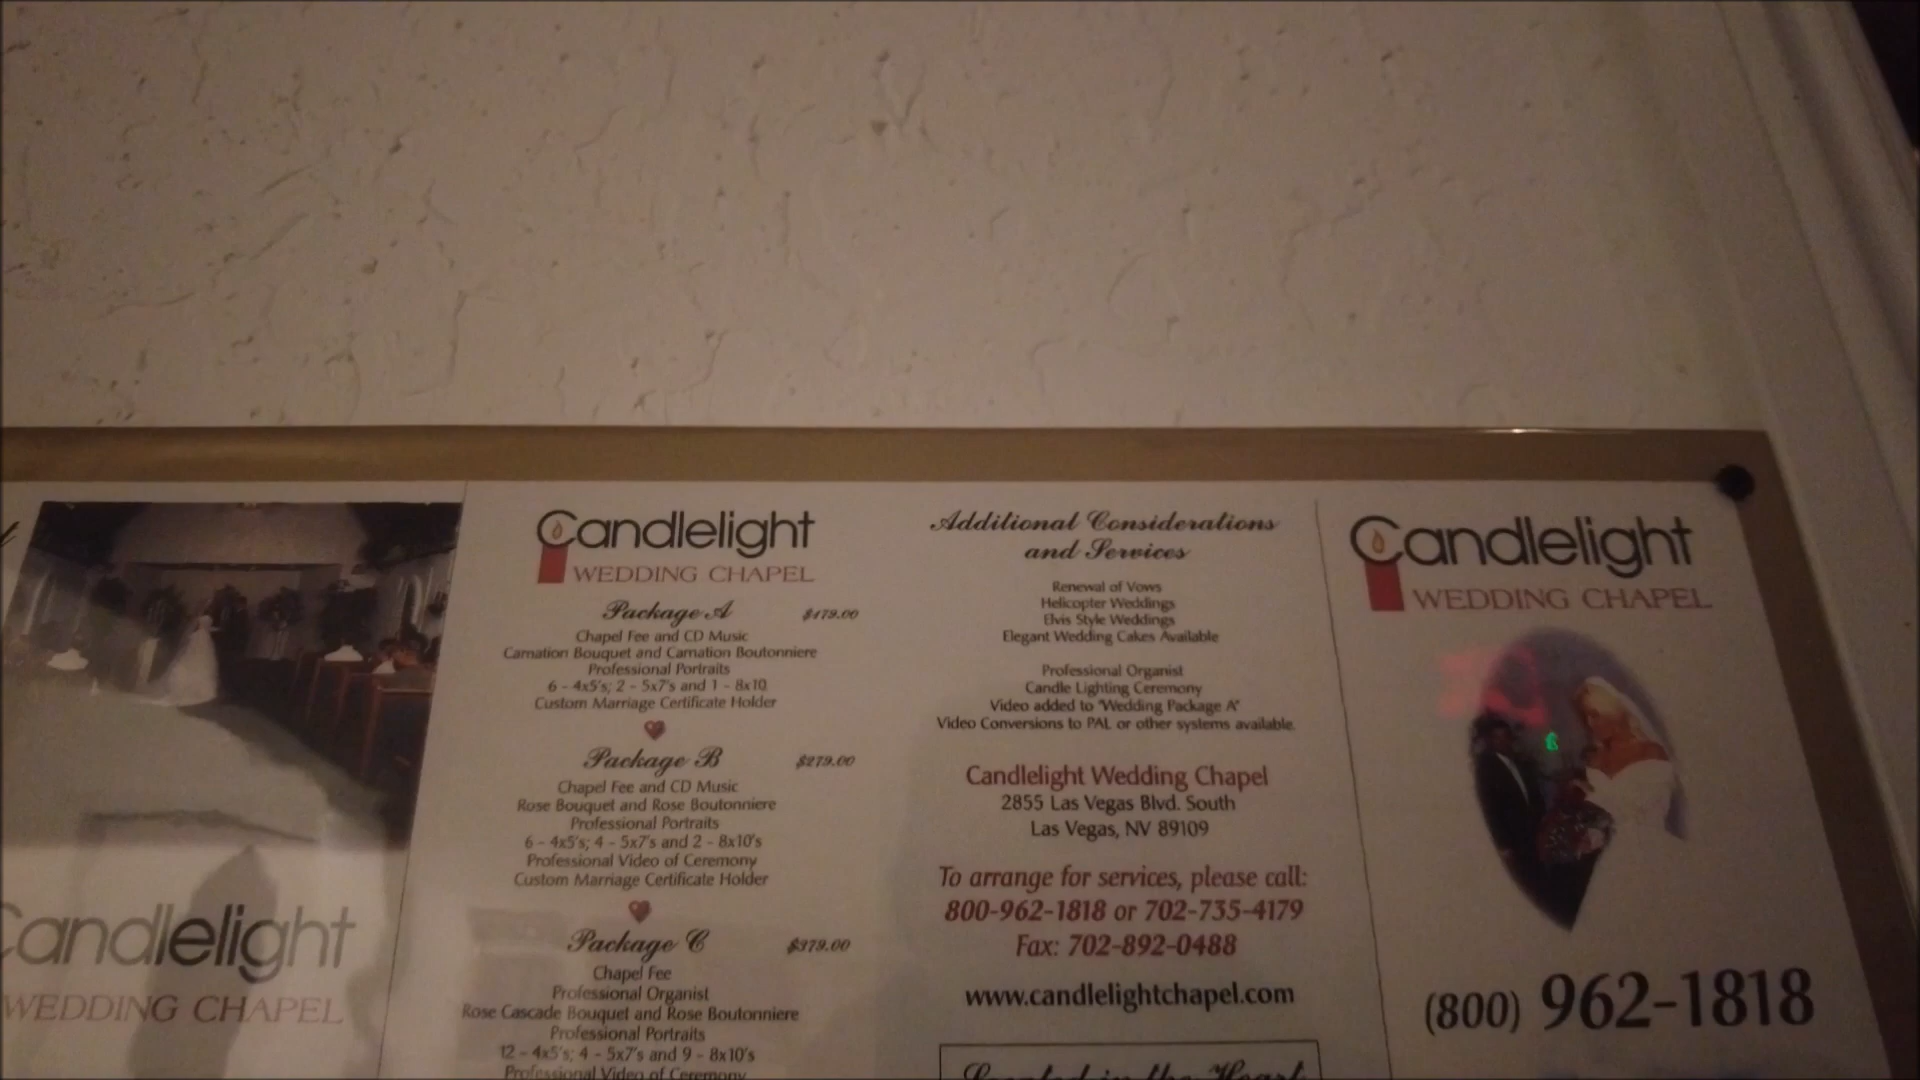 Candlelight
WEDDING CHAPEL
Candlelight
WEDDING CHAPEL
Package A $179.00
Chapel Fee and CD Music
Carnation Bouquet and Carnation Boutonniere
Professional Portraits
6 - 4x5's; 2 - 5x7's and 1 - 8x10
Custom Marriage Certificate Holder
Package B $279.00
Chapel Fee and CD Music
Rose Bouquet and Rose Boutonniere
Professional Portraits
6 - 4x5's; 4 - 5x7's and 2 - 8x10's
Professional Video of Ceremony
Custom Marriage Certificate Holder
Package C $379.00
Chapel Fee
Professional Organist
Rose Cascade Bouquet and Rose Boutonniere
Professional Portraits
12 - 4x5's; 4 - 5x7's and 9 - 8x10's
Professional Video of Ceremony
Additional Considerations
and Services
Renewal of Vows
Helicopter Weddings
Elvis Style Weddings
Elegant Wedding Cakes Available
Professional Organist
Candle Lighting Ceremony
Video added to "Wedding Package A"
Video Conversions to PAL or other systems available.
Candlelight Wedding Chapel
2855 Las Vegas Blvd. South
Las Vegas, NV 89109
To arrange for services, please call:
800-962-1818 or 702-735-4179
Fax: 702-892-0488
www.candlelightchapel.com
Located in the Heart
Candlelight
WEDDING CHAPEL
(800) 962-1818